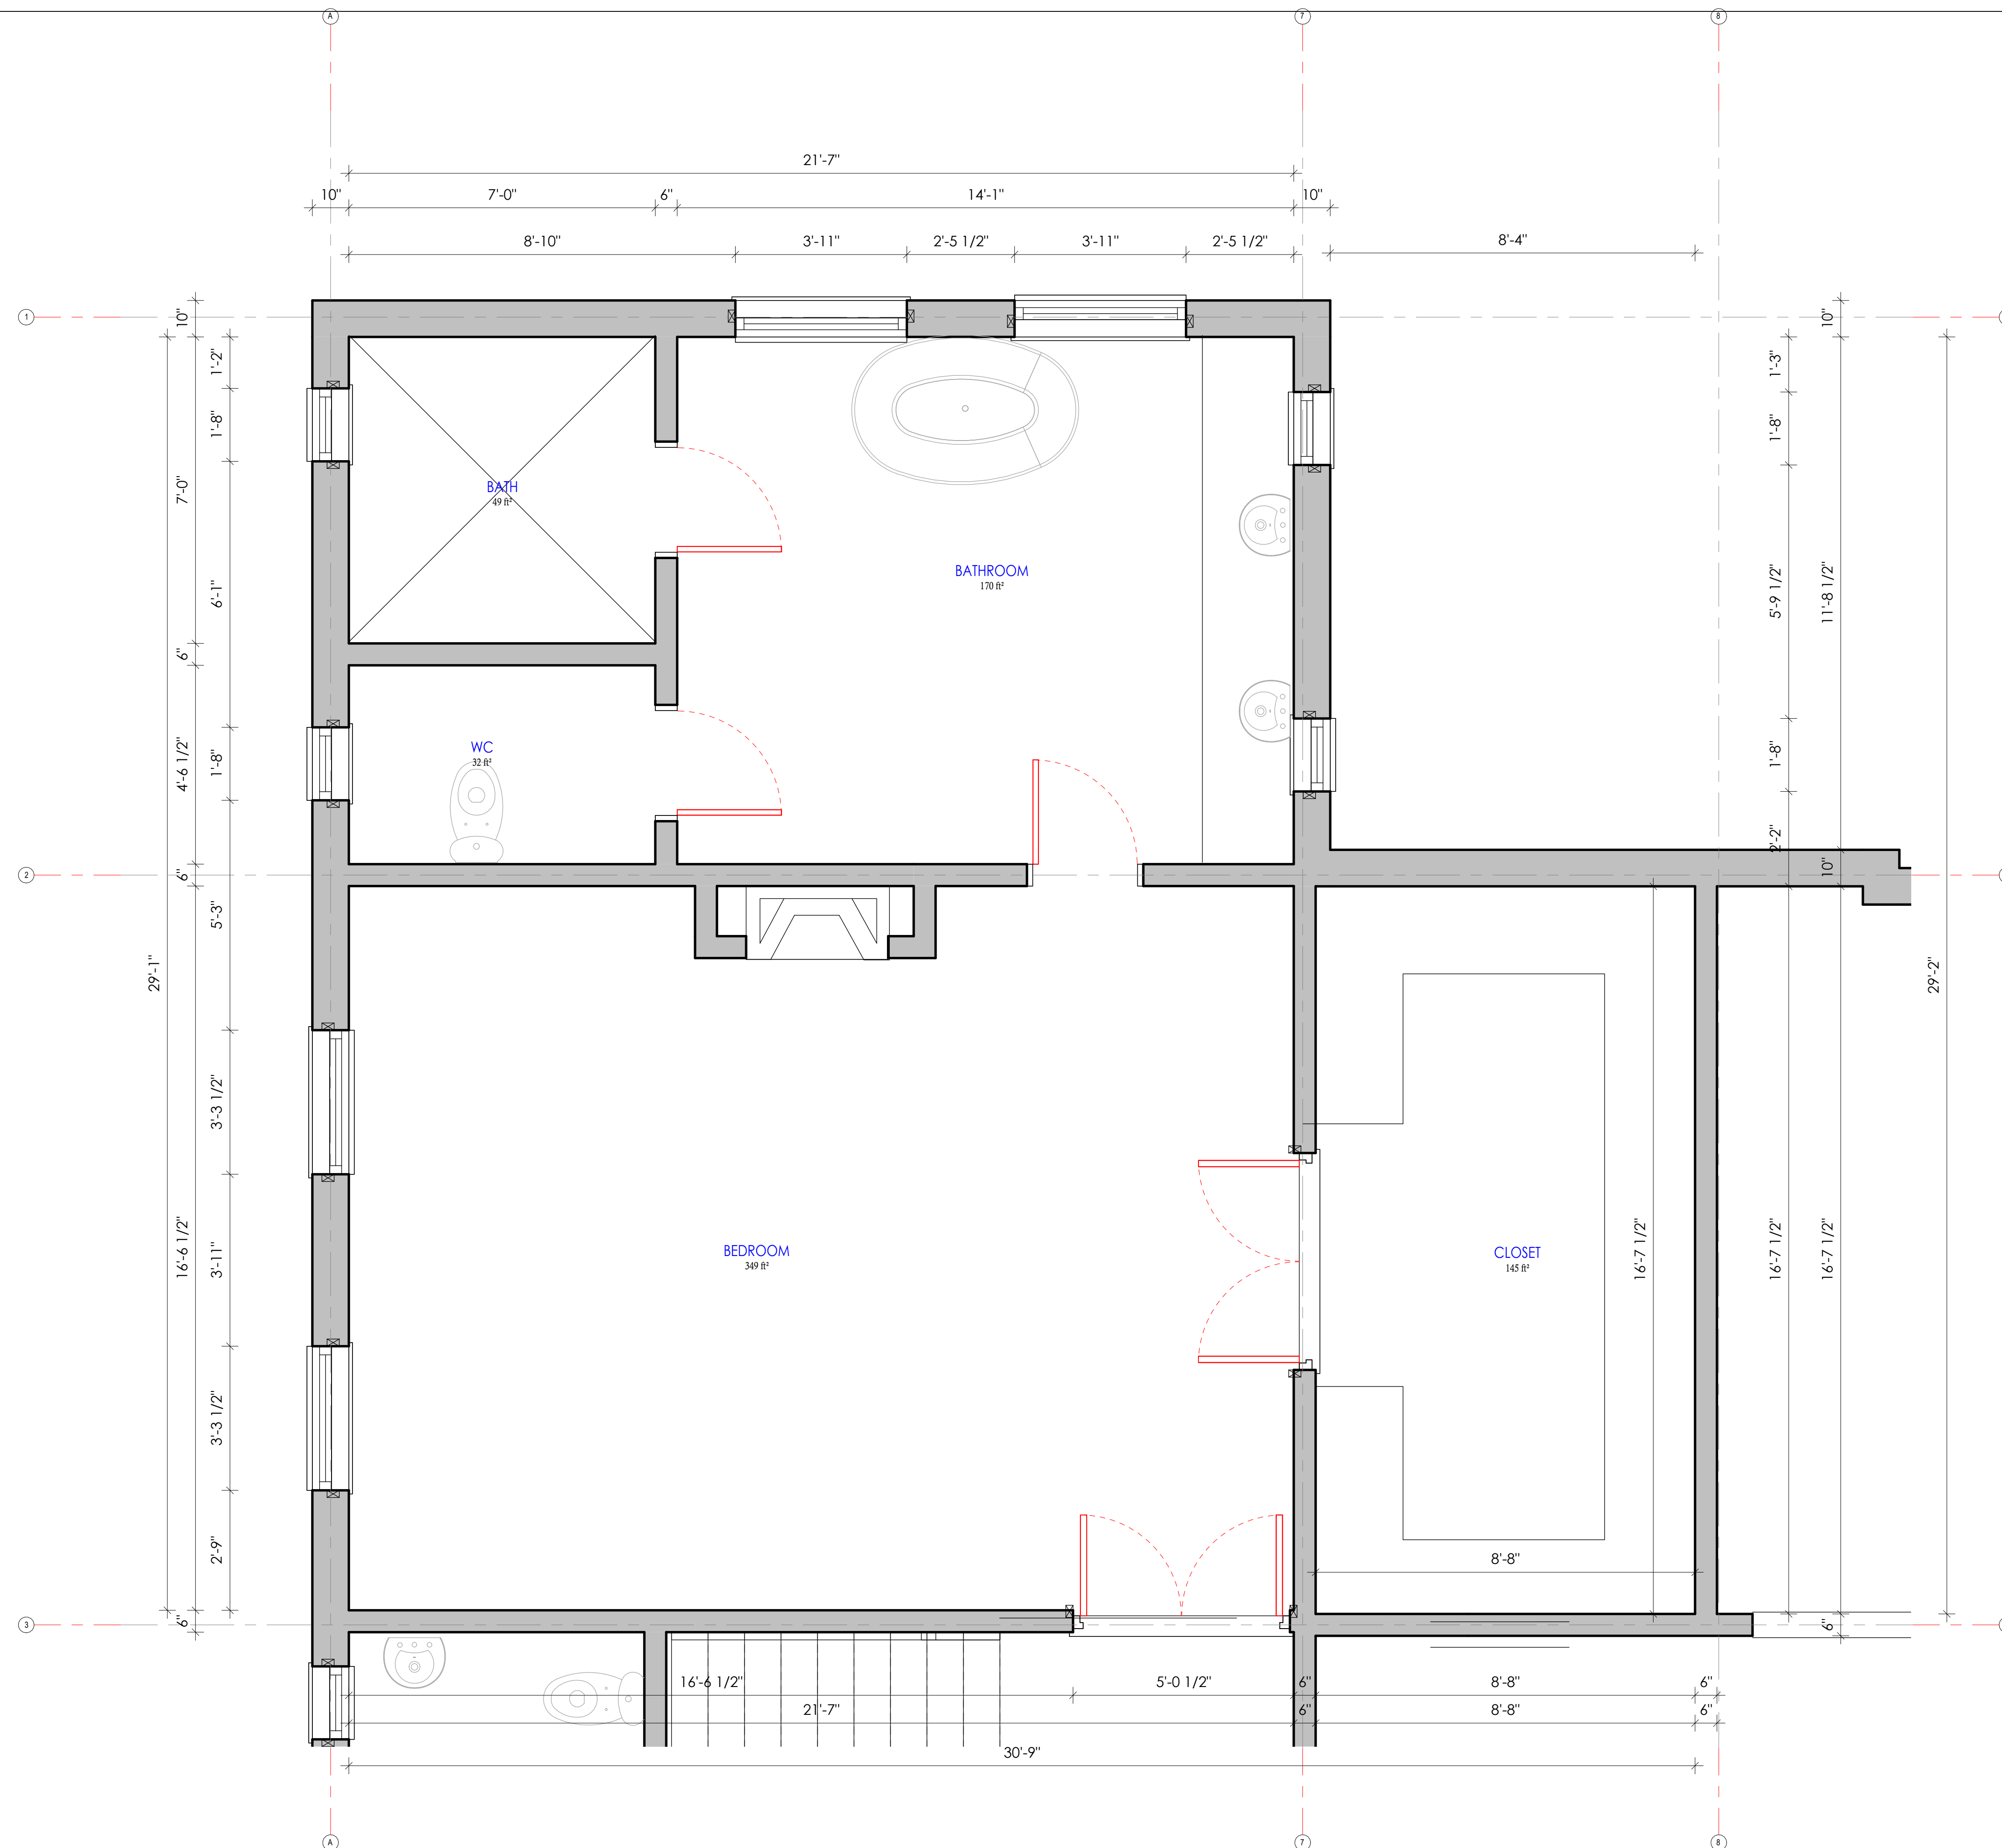 A 7 8
21'-7"
10" 7'-0" 6" 14'-1" 10"
8'-10" 3'-11" 2'-5 1/2" 3'-11" 2'-5 1/2" 8'-4"
1
10"
10"
1'-2"
1'-3"
1'-8"
1'-8"
7'-0"
BATH
49 ft²
BATHROOM
170 ft²
6'-1"
5'-9 1/2"
11'-8 1/2"
6"
WC
32 ft²
4'-6 1/2"
1'-8"
1'-8"
2'-2"
2
6"
10"
5'-3"
29'-1"
29'-2"
3'-3 1/2"
16'-6 1/2"
3'-11"
BEDROOM
349 ft²
CLOSET
145 ft²
16'-7 1/2"
16'-7 1/2"
16'-7 1/2"
3'-3 1/2"
2'-9"
8'-8"
3
6"
6"
16'-6 1/2" 5'-0 1/2" 6" 8'-8" 6"
21'-7" 6" 8'-8" 6"
30'-9"
A 7 8